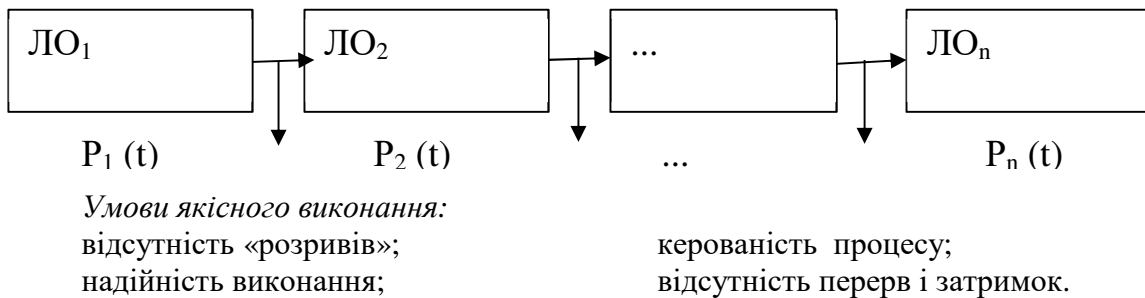 ЛО₁ ЛО₂ ... ЛОₙ
P₁ (t) P₂ (t) ... Pₙ (t)
Умови якісного виконання:
відсутність «розривів»; керованість процесу;
надійність виконання; відсутність перерв і затримок.